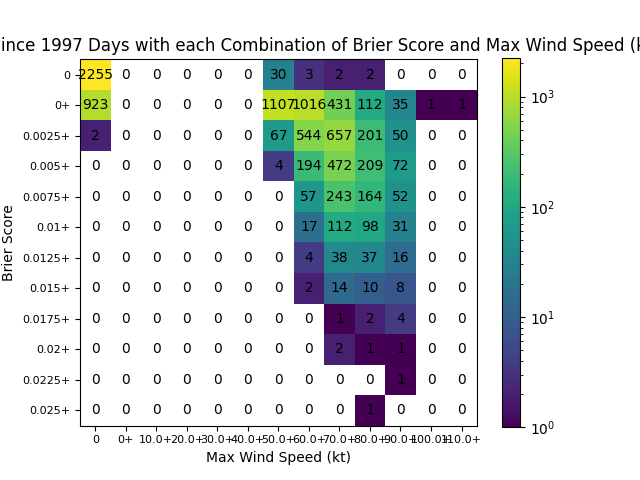 ince 1997 Days with each Combination of Brier Score and Max Wind Speed (k
0 2255 0 0 0 0 0 30 3 2 2 0 0 0
0+ 923 0 0 0 0 0 1107 1016 431 112 35 1 1
0.0025+ 2 0 0 0 0 0 67 544 657 201 50 0 0
0.005+ 0 0 0 0 0 0 4 194 472 209 72 0 0
0.0075+ 0 0 0 0 0 0 0 57 243 164 52 0 0
0.01+ 0 0 0 0 0 0 0 17 112 98 31 0 0
0.0125+ 0 0 0 0 0 0 0 4 38 37 16 0 0
0.015+ 0 0 0 0 0 0 0 2 14 10 8 0 0
0.0175+ 0 0 0 0 0 0 0 0 1 2 4 0 0
0.02+ 0 0 0 0 0 0 0 0 2 1 1 0 0
0.0225+ 0 0 0 0 0 0 0 0 0 0 1 0 0
0.025+ 0 0 0 0 0 0 0 0 0 1 0 0 0
0 0+ 10.0+ 20.0+ 30.0+ 40.0+ 50.0+ 60.0+ 70.0+ 80.0+ 90.0+ 100.0+ 110.0+
Max Wind Speed (kt)
Brier Score
10³
10²
10¹
10⁰